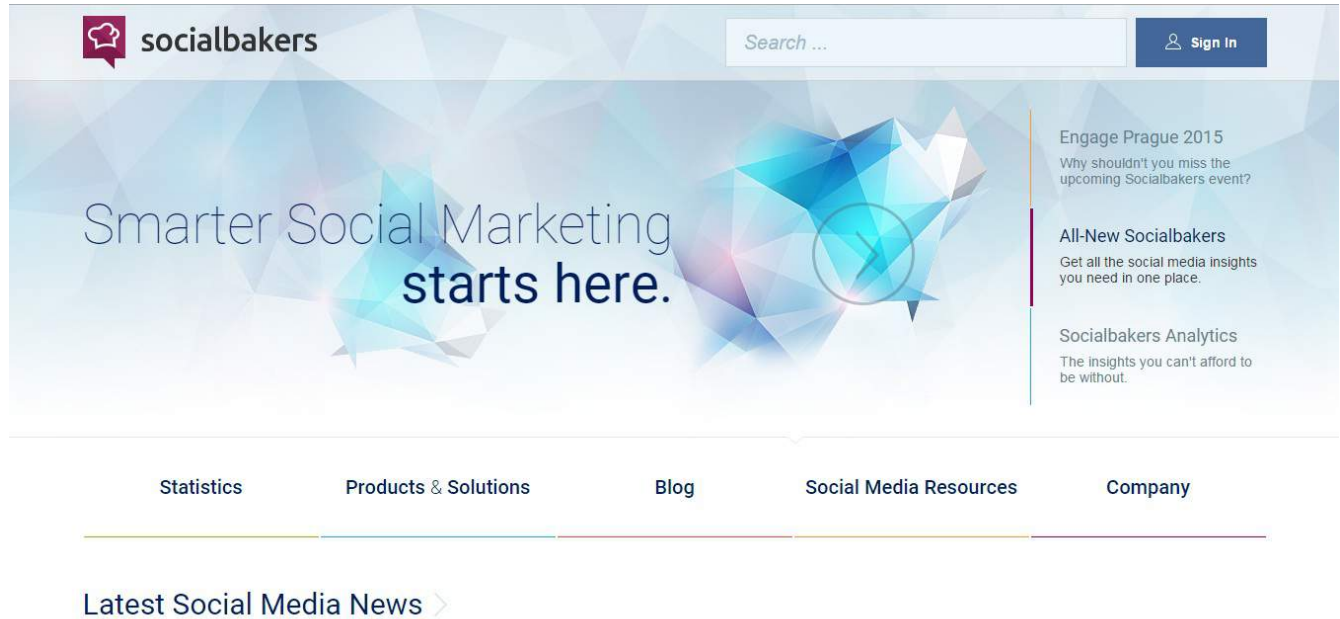 socialbakers
Search ...
Sign In
Smarter Social Marketing
starts here.
Engage Prague 2015
Why shouldn't you miss the
upcoming Socialbakers event?
All-New Socialbakers
Get all the social media insights
you need in one place.
Socialbakers Analytics
The insights you can't afford to
be without.
Statistics
Products & Solutions
Blog
Social Media Resources
Company
Latest Social Media News